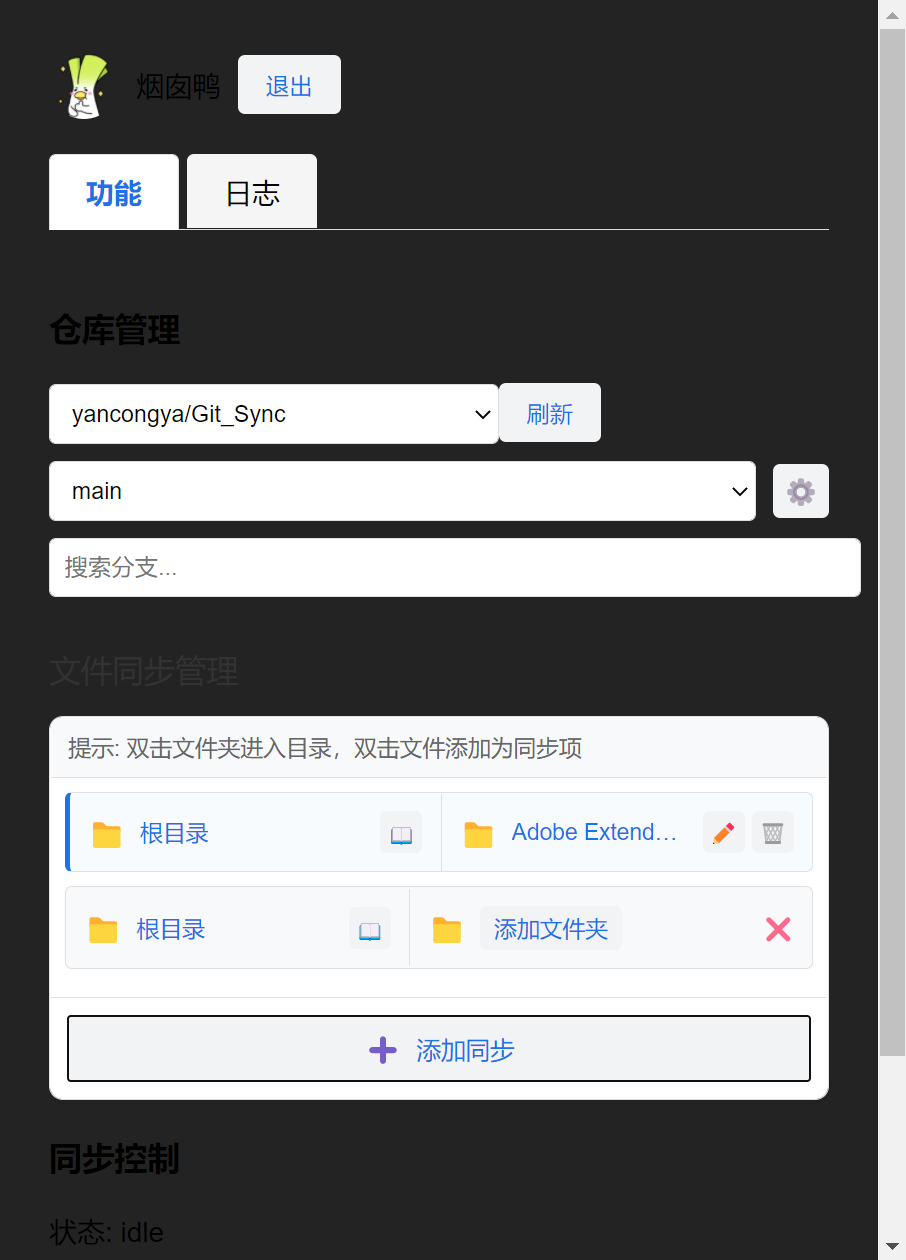 烟囱鸭 退出
功能 日志
仓库管理
yancongya/Git_Sync 刷新
main
搜索分支...
文件同步管理
提示: 双击文件夹进入目录，双击文件添加为同步项
根目录 Adobe Extend...
根目录 添加文件夹
添加同步
同步控制
状态: idle